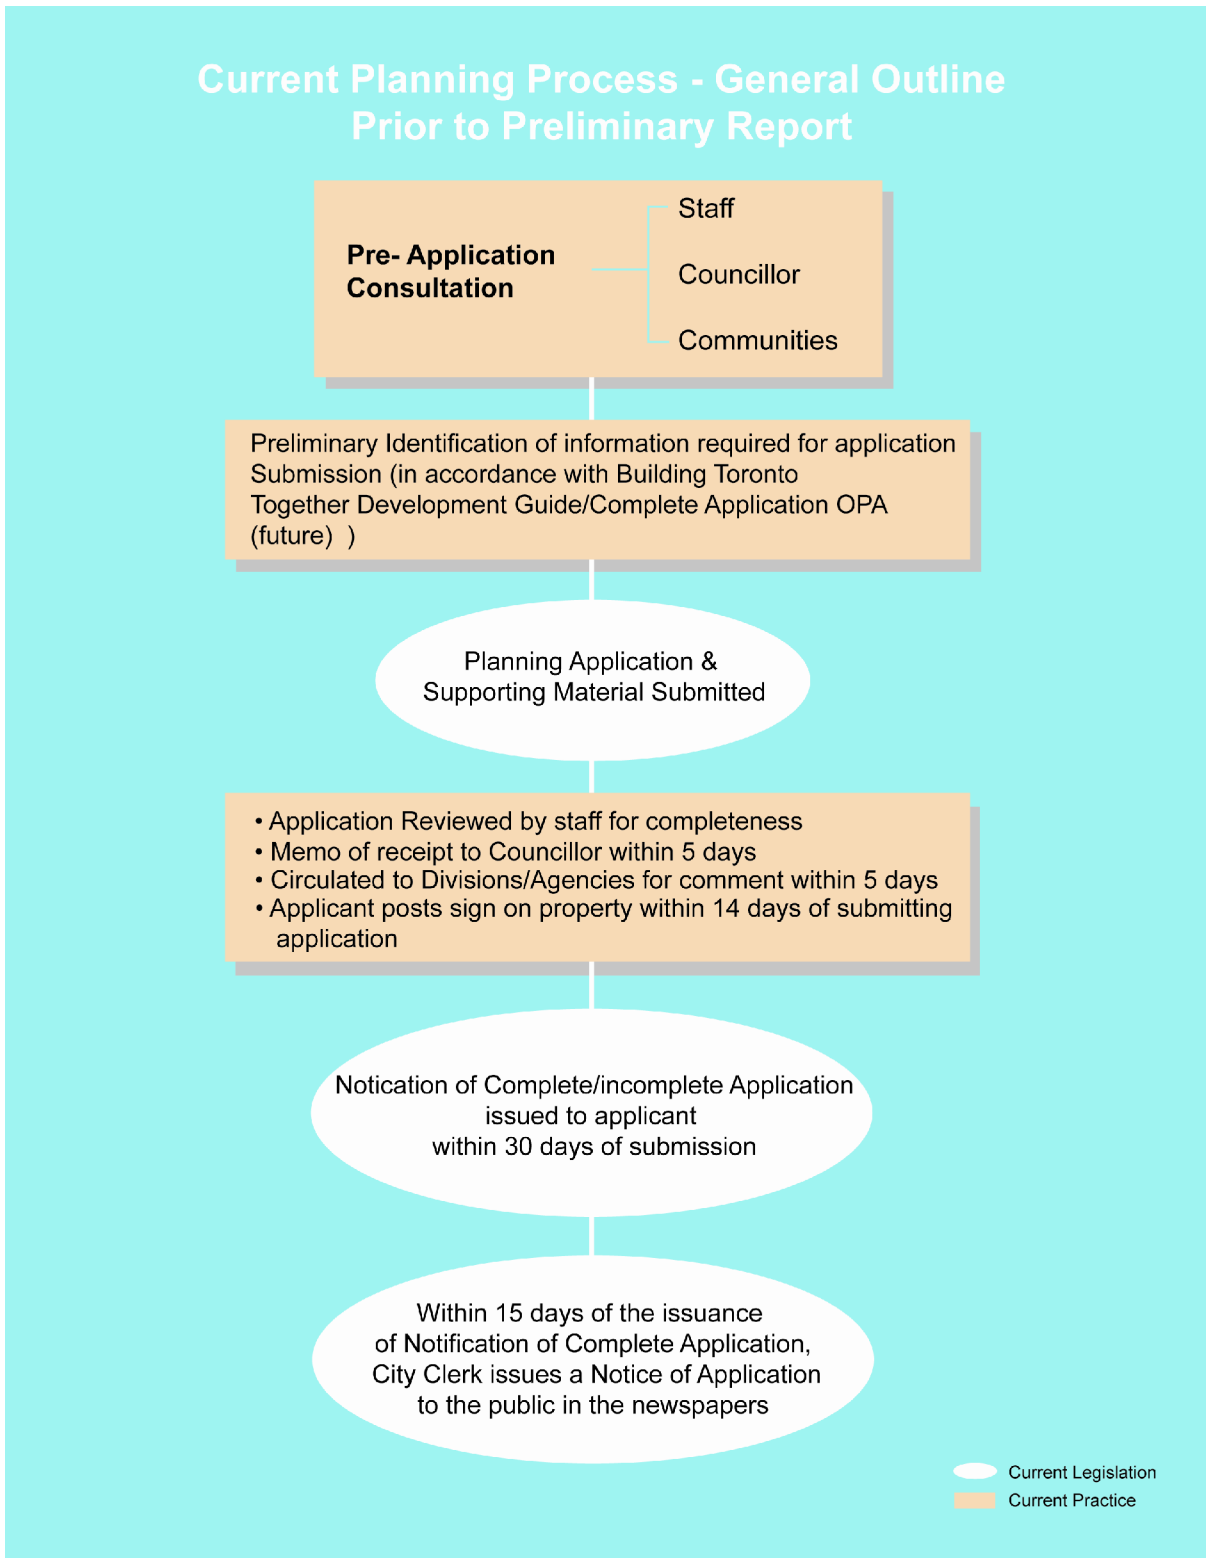 Current Planning Process - General Outline
Prior to Preliminary Report
Pre- Application
Consultation
Staff
Councillor
Communities
Preliminary Identification of information required for application
Submission (in accordance with Building Toronto
Together Development Guide/Complete Application OPA
(future)  )
Planning Application &
Supporting Material Submitted
• Application Reviewed by staff for completeness
• Memo of receipt to Councillor within 5 days
• Circulated to Divisions/Agencies for comment within 5 days
• Applicant posts sign on property within 14 days of submitting
application
Notication of Complete/incomplete Application
issued to applicant
within 30 days of submission
Within 15 days of the issuance
of Notification of Complete Application,
City Clerk issues a Notice of Application
to the public in the newspapers
Current Legislation
Current Practice